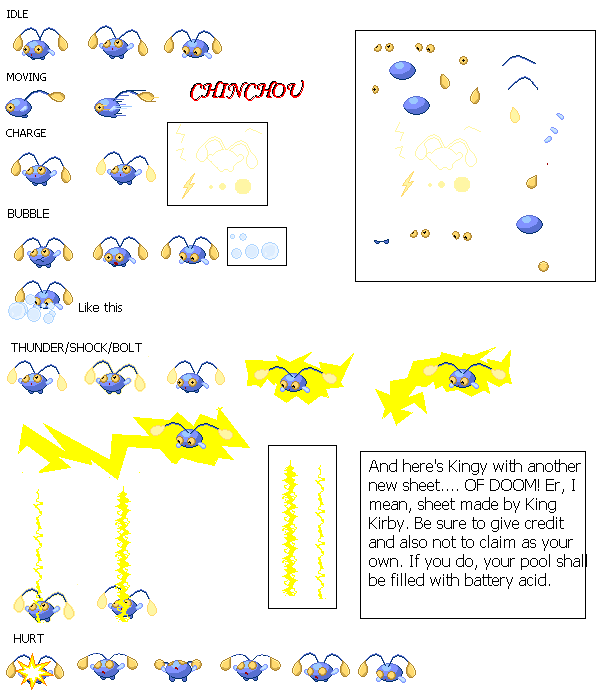 IDLE
MOVING
CHINCHOU
CHARGE
BUBBLE
Like this
THUNDER/SHOCK/BOLT
And here's Kingy with another
new sheet.... OF DOOM! Er, I
mean, sheet made by King
Kirby. Be sure to give credit
and also not to claim as your
own. If you do, your pool shall
be filled with battery acid.
HURT